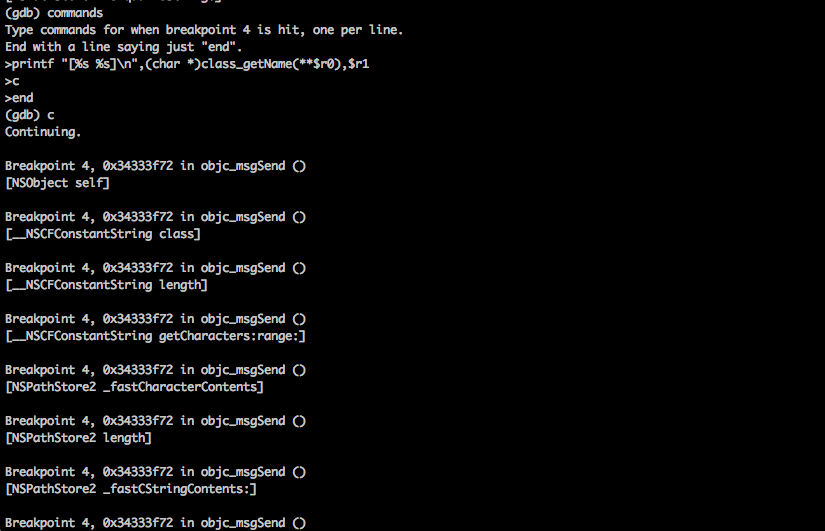 (gdb) commands
Type commands for when breakpoint 4 is hit, one per line.
End with a line saying just "end".
>printf "[%s %s]\n",(char *)class_getName(**$r0),$r1
>c
>end
(gdb) c
Continuing.
Breakpoint 4, 0x34333f72 in objc_msgSend ()
[NSObject self]
Breakpoint 4, 0x34333f72 in objc_msgSend ()
[__NSCFConstantString class]
Breakpoint 4, 0x34333f72 in objc_msgSend ()
[__NSCFConstantString length]
Breakpoint 4, 0x34333f72 in objc_msgSend ()
[__NSCFConstantString getCharacters:range:]
Breakpoint 4, 0x34333f72 in objc_msgSend ()
[NSPathStore2 _fastCharacterContents]
Breakpoint 4, 0x34333f72 in objc_msgSend ()
[NSPathStore2 length]
Breakpoint 4, 0x34333f72 in objc_msgSend ()
[NSPathStore2 _fastCStringContents:]
Breakpoint 4, 0x34333f72 in objc_msgSend ()